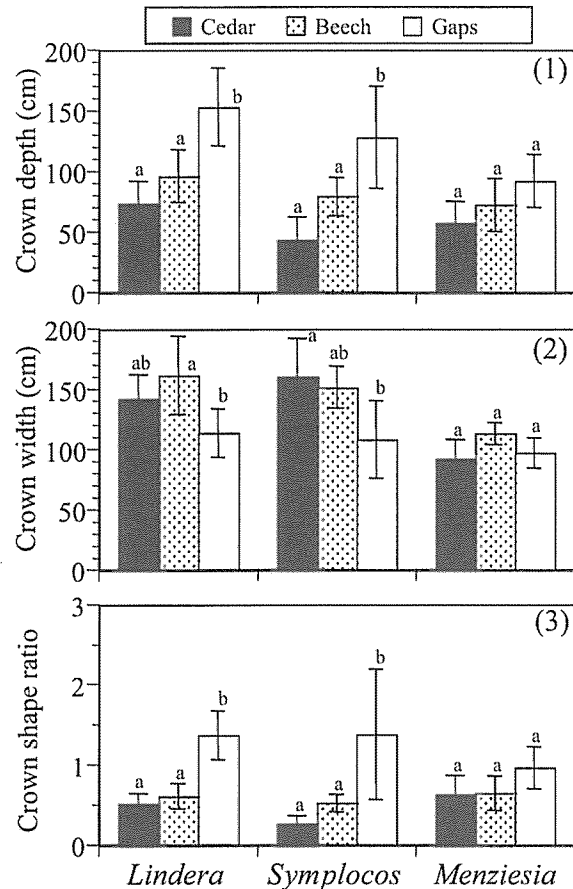 Cedar Beech Gaps
(1)
Crown depth (cm)
200
150
100
50
0
a a b
a a b
a a a
(2)
Crown width (cm)
200
150
100
50
0
ab a b
a ab b
a a a
(3)
Crown shape ratio
3
2
1
0
a a b
a a b
a a a
Lindera Symplocos Menziesia